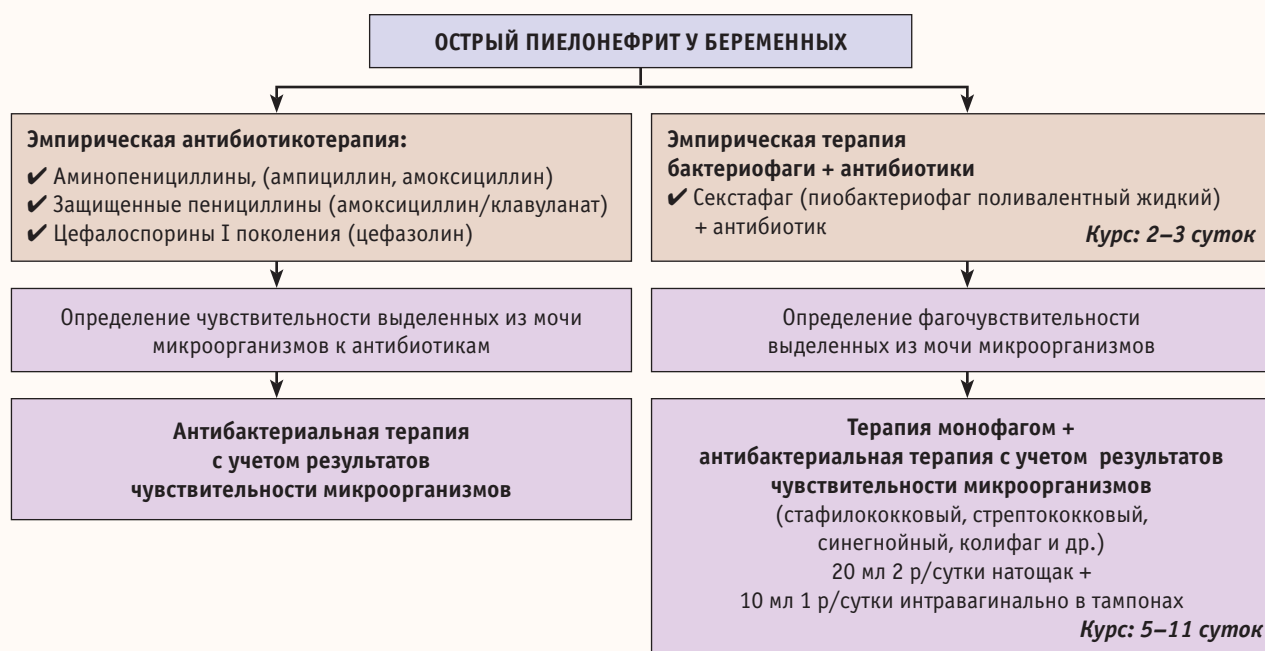 ОСТРЫЙ ПИЕЛОНЕФРИТ У БЕРЕМЕННЫХ
Эмпирическая антибиотикотерапия:
✔ Аминопенициллины, (ампициллин, амоксициллин)
✔ Защищенные пенициллины (амоксициллин/клавуланат)
✔ Цефалоспорины I поколения (цефазолин)
Определение чувствительности выделенных из мочи
микроорганизмов к антибиотикам
Антибактериальная терапия
с учетом результатов
чувствительности микроорганизмов
Эмпирическая терапия
бактериофаги + антибиотики
✔ Секстафаг (пиобактериофаг поливалентный жидкий)
+ антибиотик
Курс: 2–3 суток
Определение фагочувствительности
выделенных из мочи микроорганизмов
Терапия монофагом +
антибактериальная терапия с учетом результатов
чувствительности микроорганизмов
(стафилококковый, стрептококковый,
синегнойный, колифаг и др.)
20 мл 2 р/сутки натощак +
10 мл 1 р/сутки интравагинально в тампонах
Курс: 5–11 суток